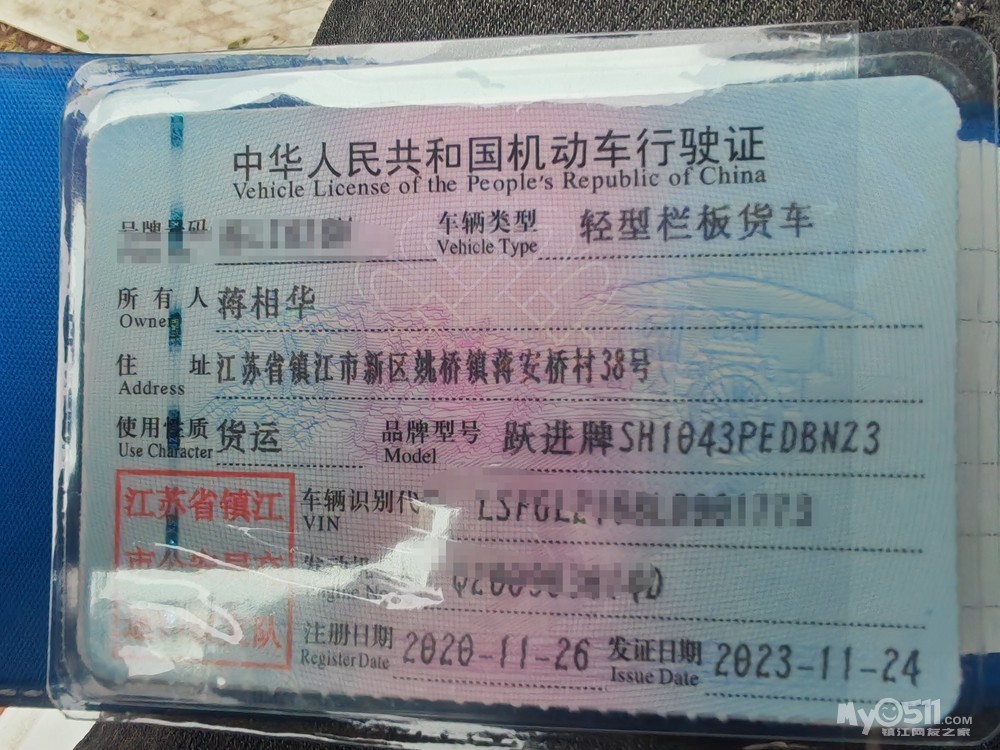 中华人民共和国机动车行驶证
Vehicle License of the People's Republic of China
车辆类型 轻型栏板货车
Vehicle Type
所有人 蒋相华
Owner
住址 江苏省镇江市新区姚桥镇蒋安桥村38号
Address
使用性质 货运 品牌型号 跃进牌SH1043PEDBNZ3
Use Character Model
江苏省镇江
车辆识别代
VIN
注册日期 2020-11-26 发证日期 2023-11-24
Register Date Issue Date
My0511.COM
镇江网友之家